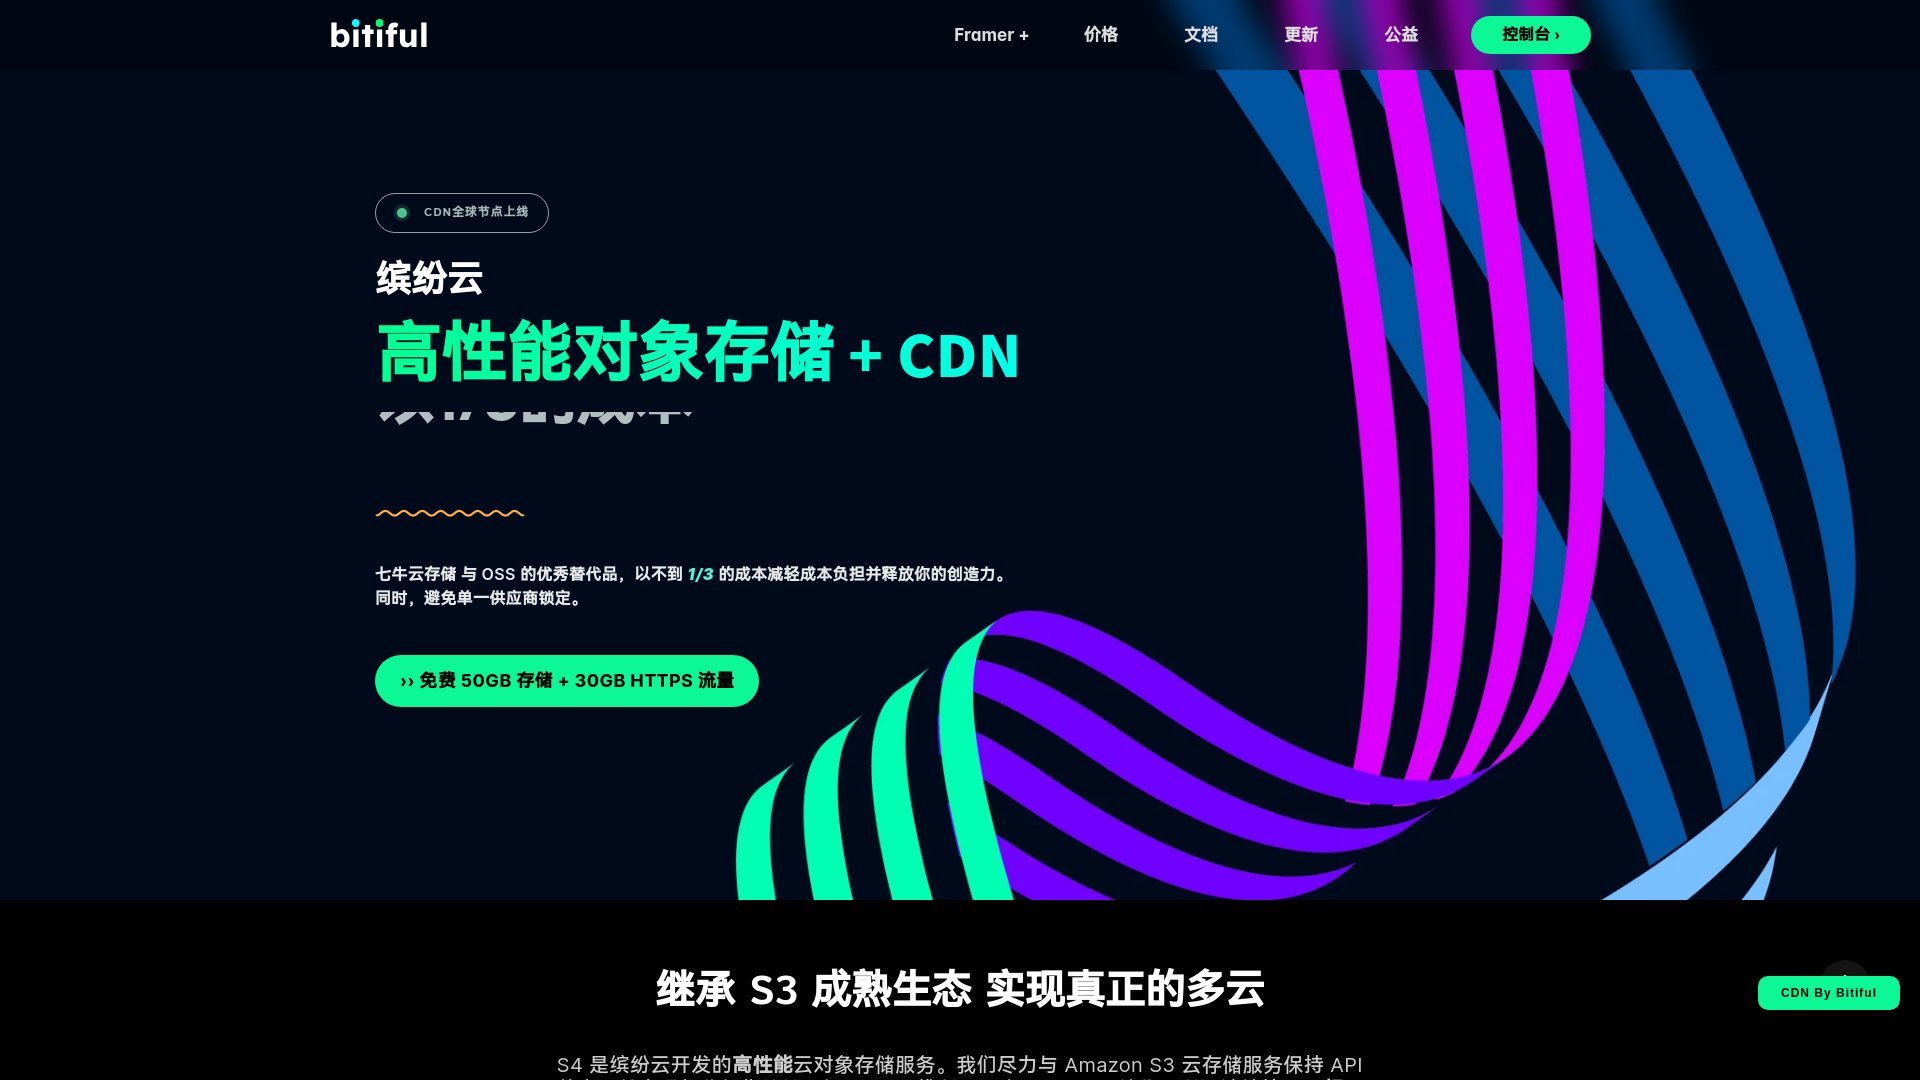 bitiful
Framer +
价格
文档
更新
公益
控制台 ›
CDN全球节点上线
缤纷云
高性能对象存储 + CDN
七牛云存储 与 OSS 的优秀替代品，以不到 1/3 的成本减轻成本负担并释放你的创造力。
同时，避免单一供应商锁定。
›› 免费 50GB 存储 + 30GB HTTPS 流量
继承 S3 成熟生态 实现真正的多云
CDN By Bitiful
S4 是缤纷云开发的高性能云对象存储服务。我们尽力与 Amazon S3 云存储服务保持 API